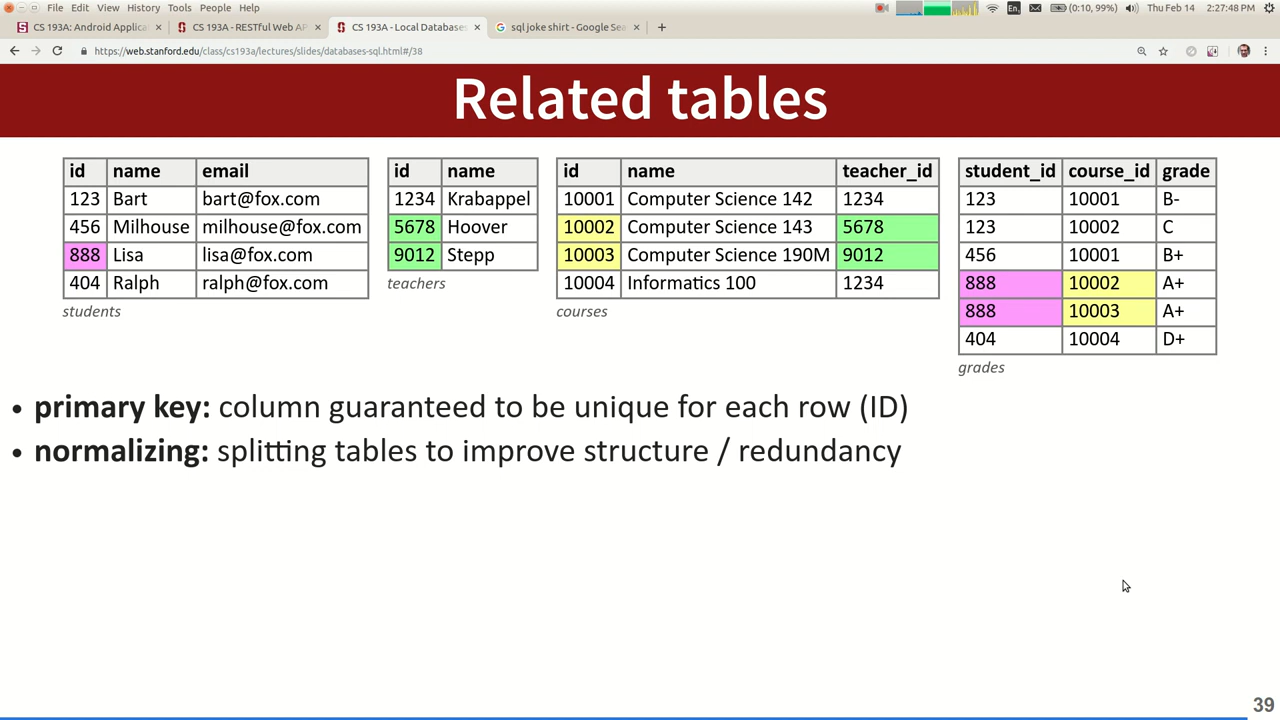 File Edit View History Tools People Help
En (0:10, 99%) Thu Feb 14 2:27:48 PM
CS 193A: Android Applica × CS 193A - RESTful Web AP × CS 193A - Local Databases × sql joke shirt - Google Sea × +
https://web.stanford.edu/class/cs193a/lectures/slides/databases-sql.html#/38
Related tables
id name email
123 Bart bart@fox.com
456 Milhouse milhouse@fox.com
888 Lisa lisa@fox.com
404 Ralph ralph@fox.com
students
id name
1234 Krabappel
5678 Hoover
9012 Stepp
teachers
id name teacher_id
10001 Computer Science 142 1234
10002 Computer Science 143 5678
10003 Computer Science 190M 9012
10004 Informatics 100 1234
courses
student_id course_id grade
123 10001 B-
123 10002 C
456 10001 B+
888 10002 A+
888 10003 A+
404 10004 D+
grades
• primary key: column guaranteed to be unique for each row (ID)
• normalizing: splitting tables to improve structure / redundancy
39